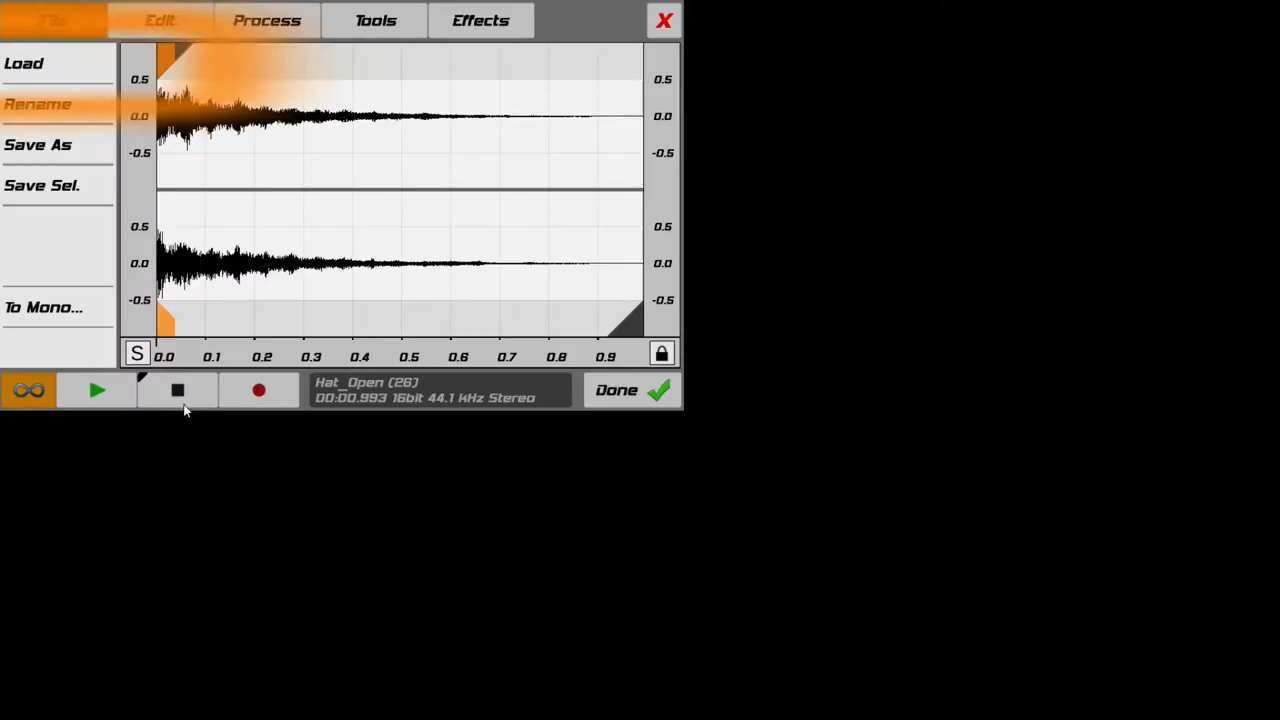 File Edit Process Tools Effects X
Load
Rename
Save As
Save Sel.
To Mono...
0.5 0.5
0.0 0.0
-0.5 -0.5
0.5 0.5
0.0 0.0
-0.5 -0.5
S 0.0 0.1 0.2 0.3 0.4 0.5 0.6 0.7 0.8 0.9
Hat_Open (26)
00:00.993 16bit 44.1 kHz Stereo
Done